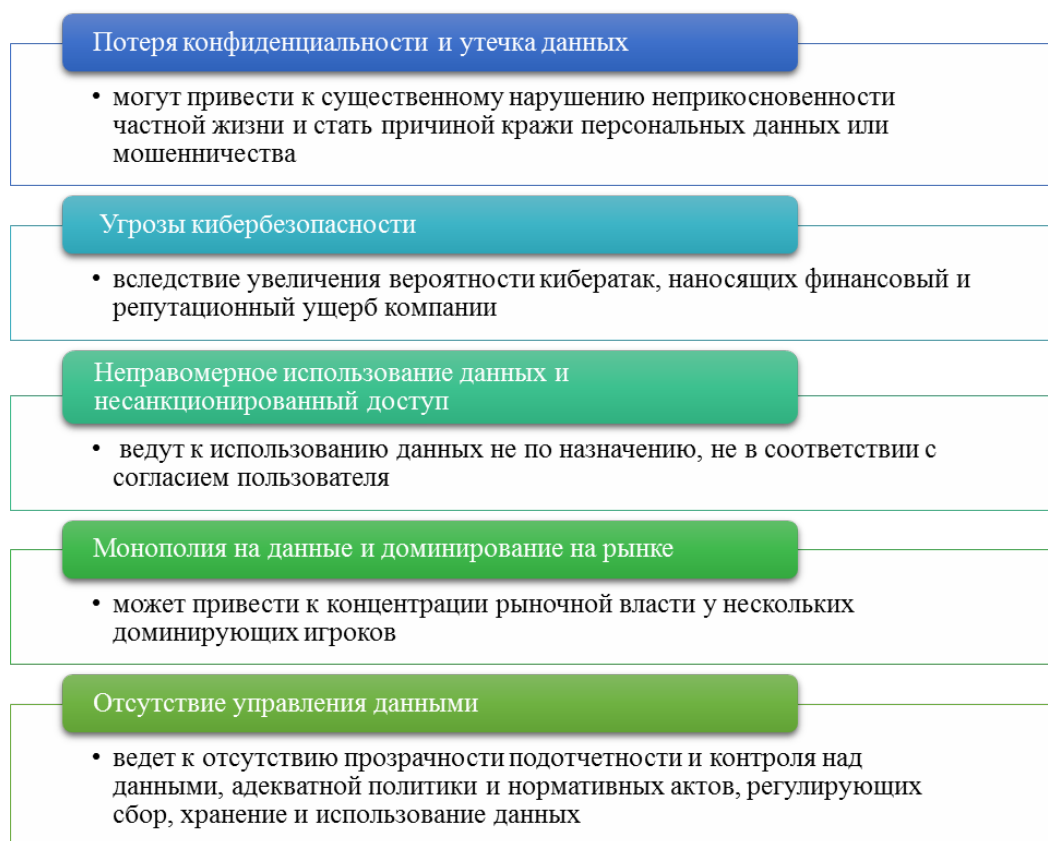 Потеря конфиденциальности и утечка данных
• могут привести к существенному нарушению неприкосновенности
частной жизни и стать причиной кражи персональных данных или
мошенничества
Угрозы кибербезопасности
• вследствие увеличения вероятности кибератак, наносящих финансовый и
репутационный ущерб компании
Неправомерное использование данных и
несанкционированный доступ
• ведут к использованию данных не по назначению, не в соответствии с
согласием пользователя
Монополия на данные и доминирование на рынке
• может привести к концентрации рыночной власти у нескольких
доминирующих игроков
Отсутствие управления данными
• ведет к отсутствию прозрачности подотчетности и контроля над
данными, адекватной политики и нормативных актов, регулирующих
сбор, хранение и использование данных